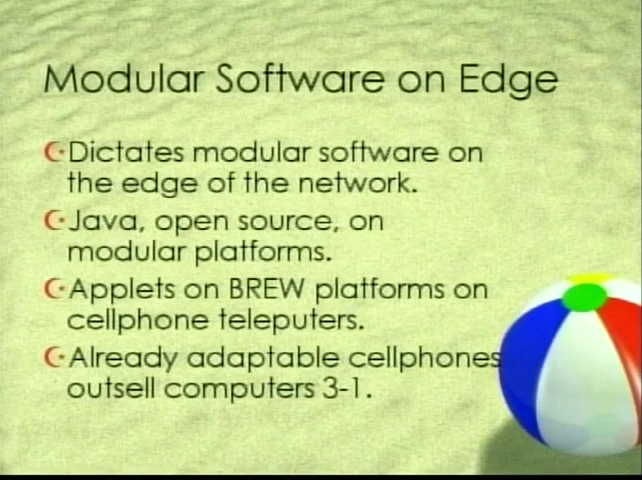 Modular Software on Edge
Dictates modular software on
the edge of the network.
Java, open source, on
modular platforms.
Applets on BREW platforms on
cellphone teleputers.
Already adaptable cellphones
outsell computers 3-1.